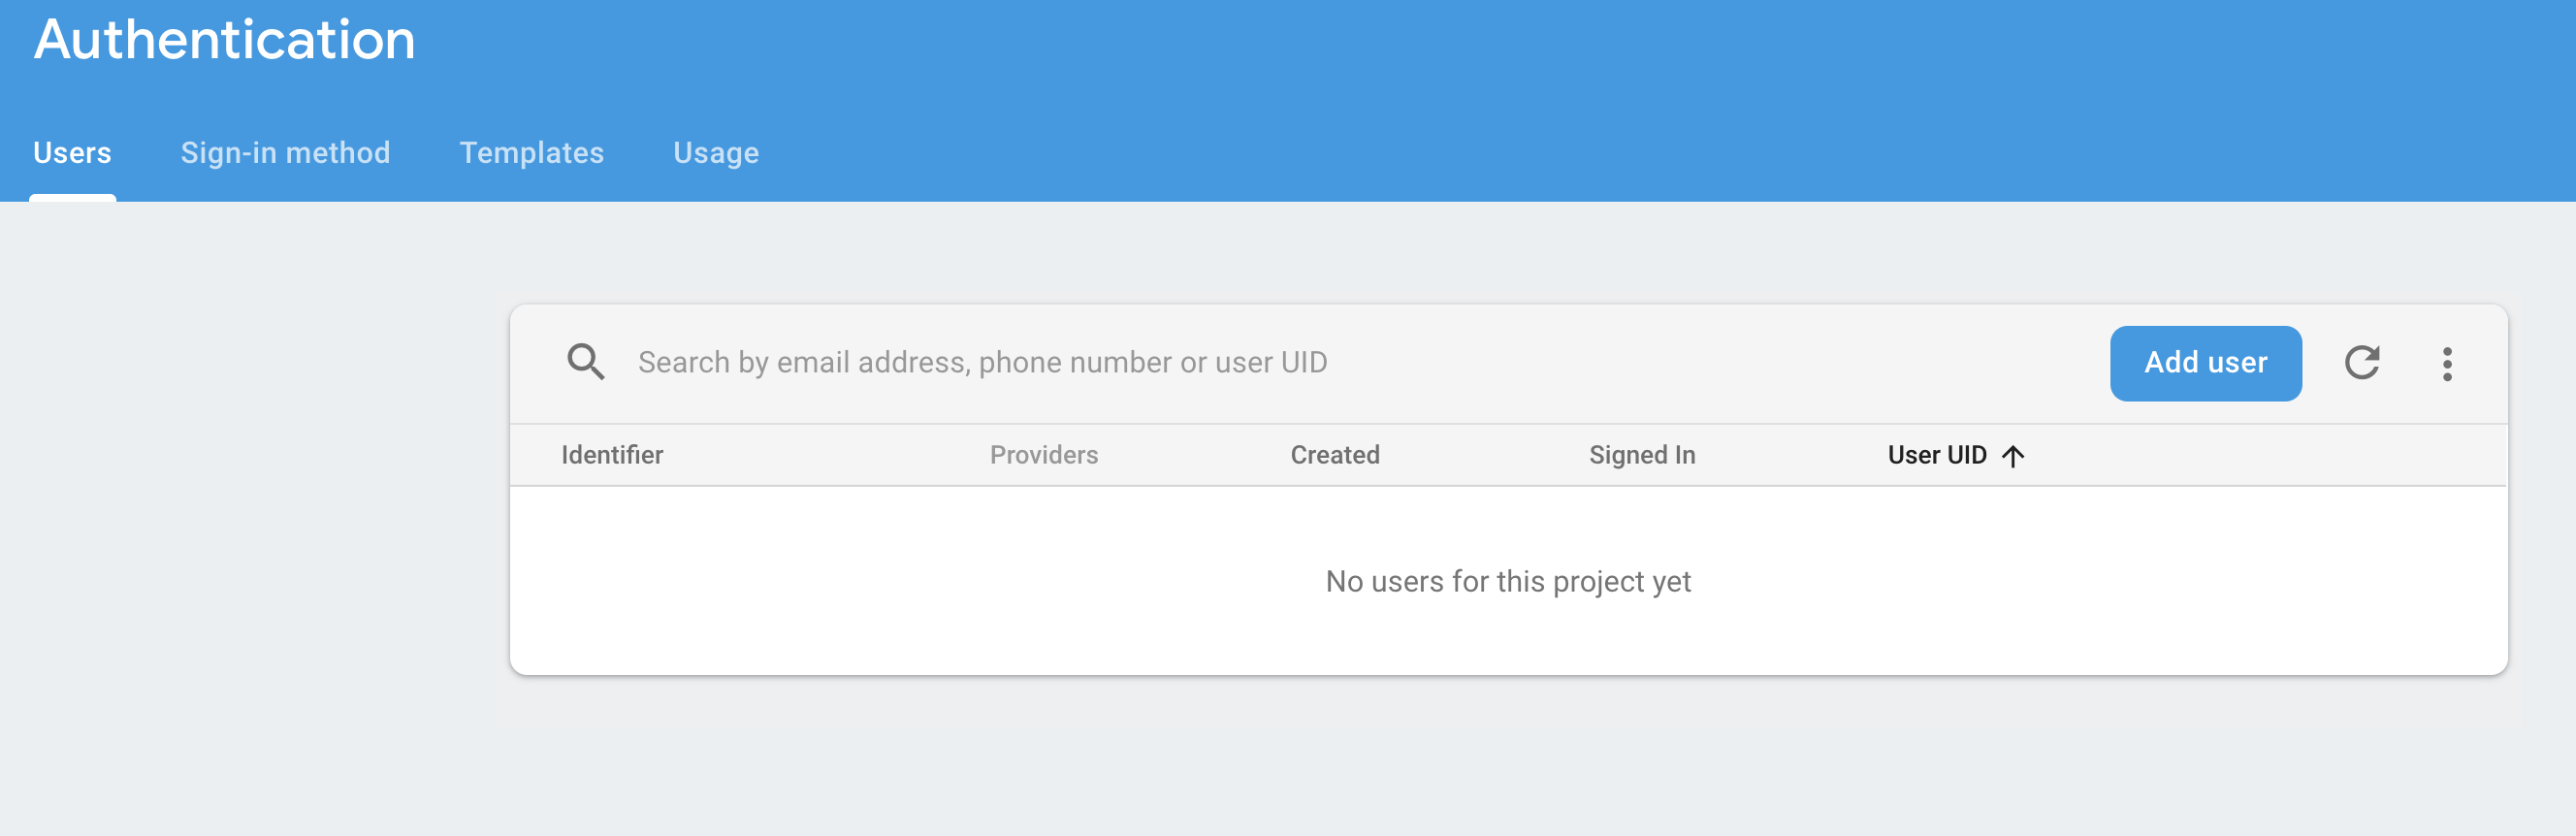 Authentication
Users Sign-in method Templates Usage
Search by email address, phone number or user UID Add user
Identifier Providers Created Signed In User UID
No users for this project yet